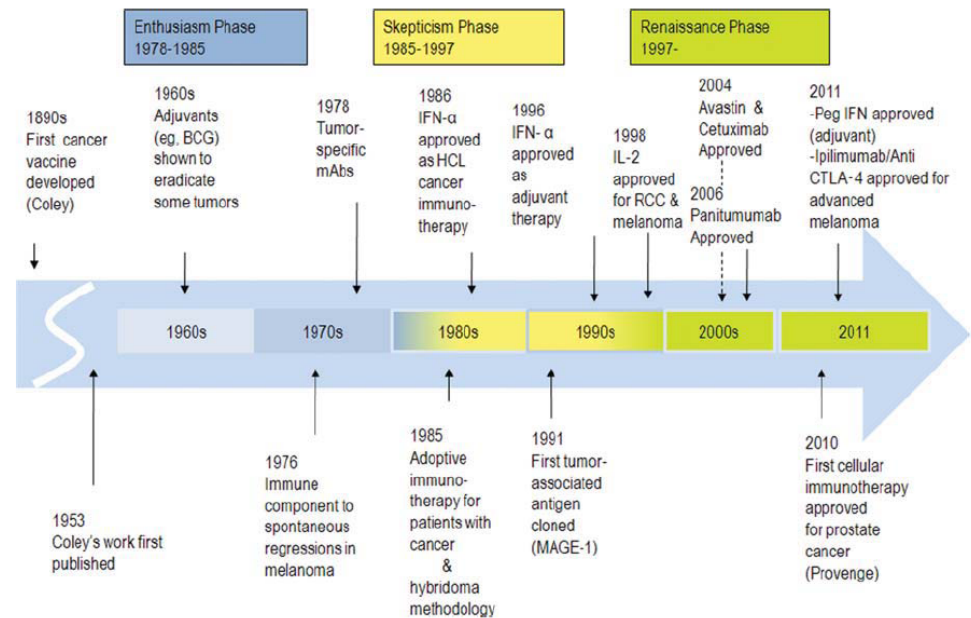 Enthusiasm Phase
1978-1985
Skepticism Phase
1985-1997
Renaissance Phase
1997-
1890s
First cancer
vaccine
developed
(Coley)
1960s
Adjuvants
(eg, BCG)
shown to
eradicate
some tumors
1978
Tumor-
specific
mAbs
1986
IFN-α
approved
as HCL
cancer
immuno-
therapy
1996
IFN- α
approved
as
adjuvant
therapy
1998
IL-2
approved
for RCC &
melanoma
2004
Avastin &
Cetuximab
Approved
2006
Panitumumab
Approved
2011
-Peg IFN approved
(adjuvant)
-Ipilimumab/Anti
CTLA-4 approved for
advanced
melanoma
1960s
1970s
1980s
1990s
2000s
2011
1953
Coley's work first
published
1976
Immune
component to
spontaneous
regressions in
melanoma
1985
Adoptive
immuno-
therapy for
patients with
cancer
&
hybridoma
methodology
1991
First tumor-
associated
antigen
cloned
(MAGE-1)
2010
First cellular
immunotherapy
approved
for prostate
cancer
(Provenge)